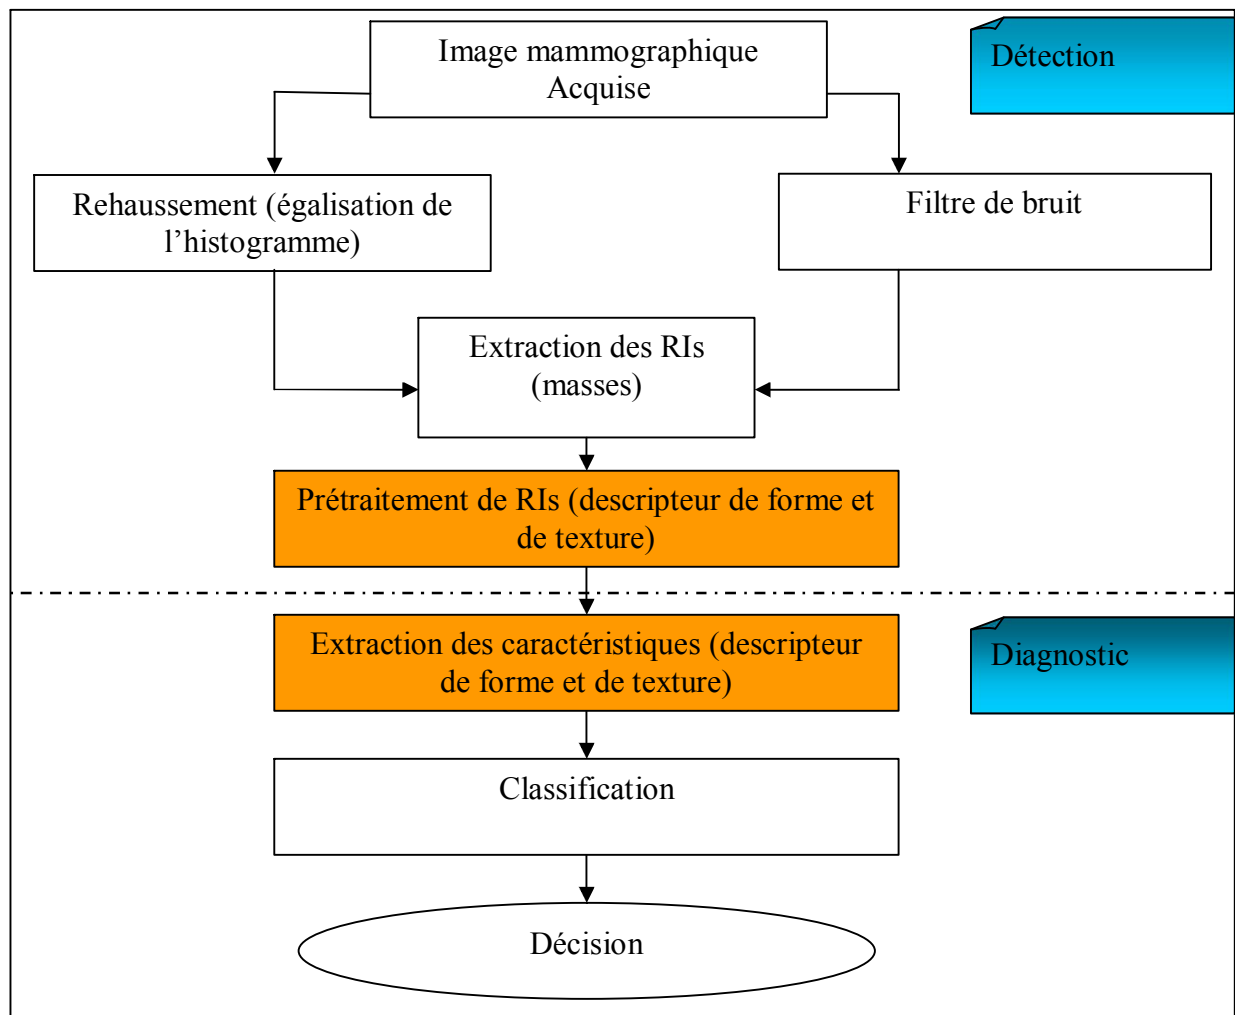 Image mammographique
Acquise
Détection
Rehaussement (égalisation de
l’histogramme)
Filtre de bruit
Extraction des RIs
(masses)
Prétraitement de RIs (descripteur de forme et
de texture)
Extraction des caractéristiques (descripteur
de forme et de texture)
Diagnostic
Classification
Décision